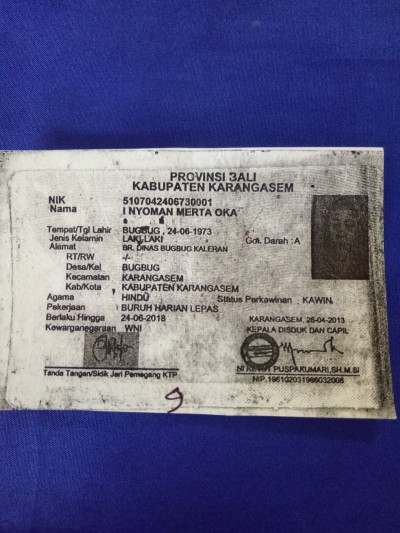 PROVINSI BALI
KABUPATEN KARANGASEM
NIK : 5107042406730001
Nama : I NYOMAN MERTA OKA
Tempat/Tgl Lahir : BUGBUG, 24-06-1973
Jenis Kelamin : LAKI-LAKI Gol. Darah : A
Alamat : BR. DINAS BUGBUG KALERAN
RT/RW : -/-
Desa/Kel : BUGBUG
Kecamatan : KARANGASEM
Kab/Kota : KABUPATEN KARANGASEM
Agama : HINDU Status Perkawinan : KAWIN
Pekerjaan : BURUH HARIAN LEPAS
Berlaku Hingga : 24-06-2018 KARANGASEM, 26-04-2013
Kewarganegaraan : WNI KEPALA DISDUK DAN CAPIL
NI KETUT PUSPAKUMARI,SH.M.SI
NIP.196102031986032008
Tanda Tangan/Sidik Jari Pemegang KTP
9